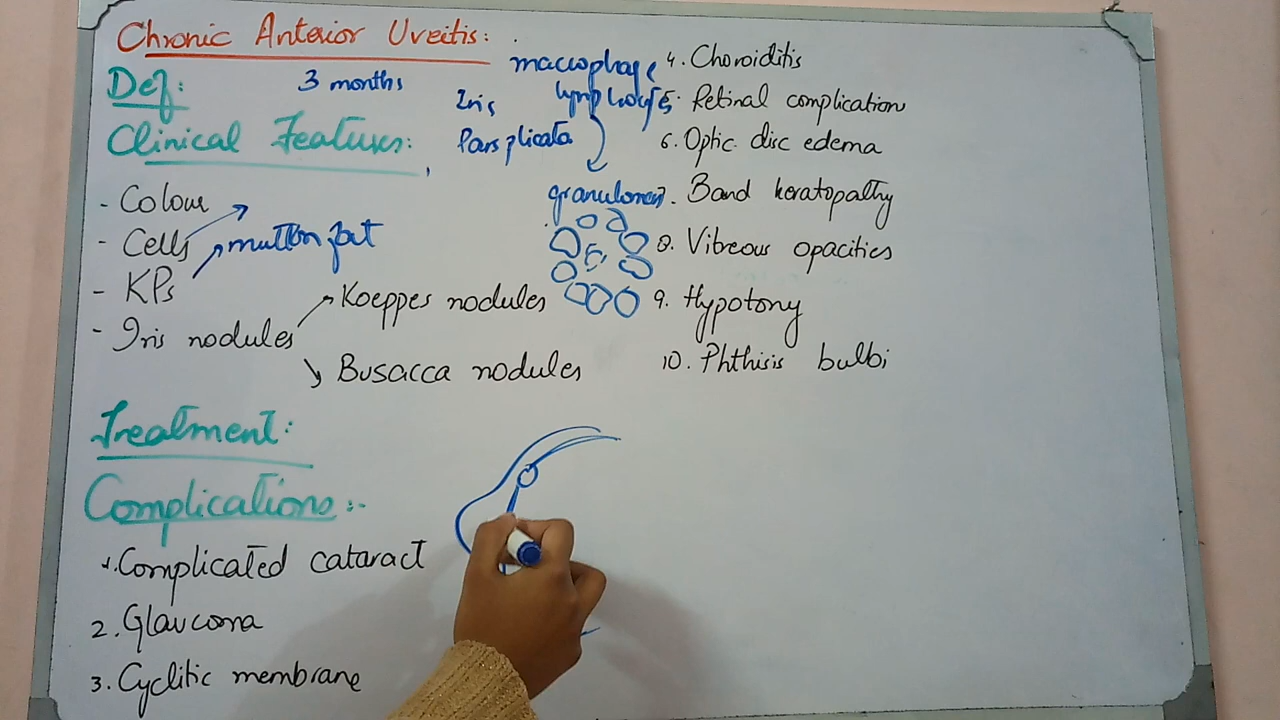 Chronic Anterior Uveitis:
Def:
3 months
Clinical Features:
- Colour
- Cells
- KPs
mutton fat
- Iris nodules
Koeppes nodules
Busacca nodules
Iris
Pars plicata
macrophage
lymphocytes
Treatment:
Complications:-
1. Complicated cataract
2. Glaucoma
3. Cyclitic membrane
4. Choroiditis
5. Retinal complication
6. Optic disc edema
7. Band keratopathy
8. Vitreous opacities
9. Hypotony
10. Phthisis bulbi